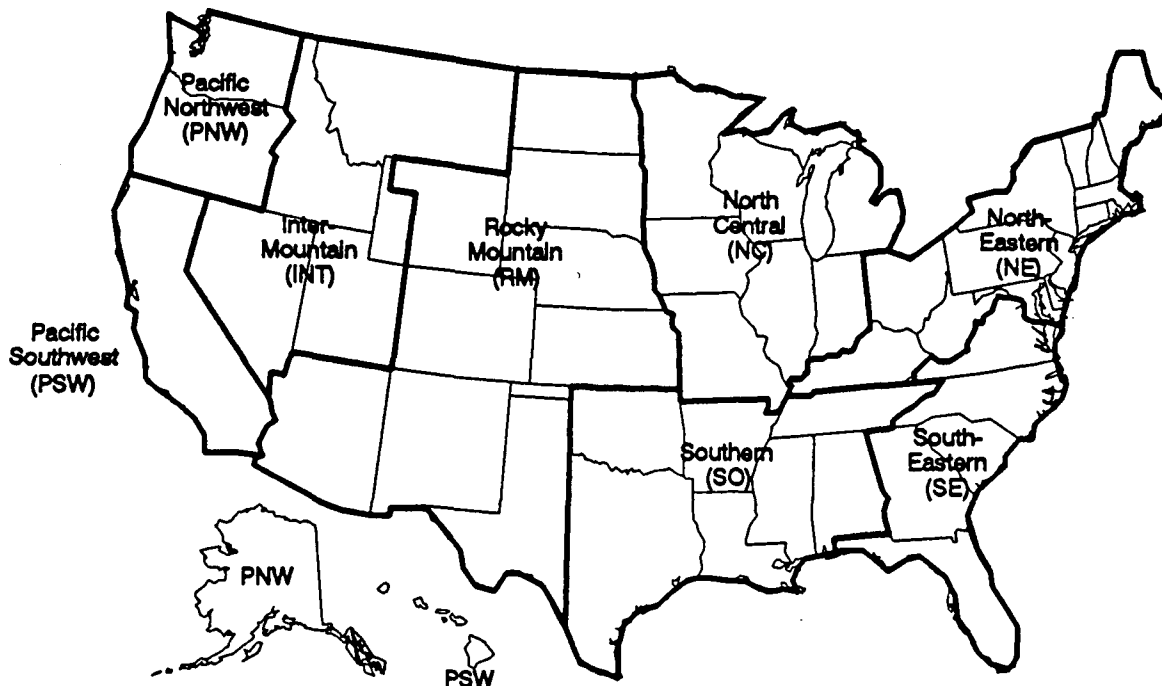 Pacific
Northwest
(PNW)
Inter-
Mountain
(INT)
Rocky
Mountain
(RM)
North
Central
(NC)
North-
Eastern
(NE)
Pacific
Southwest
(PSW)
Southern
(SO)
South-
Eastern
(SE)
PNW
PSW